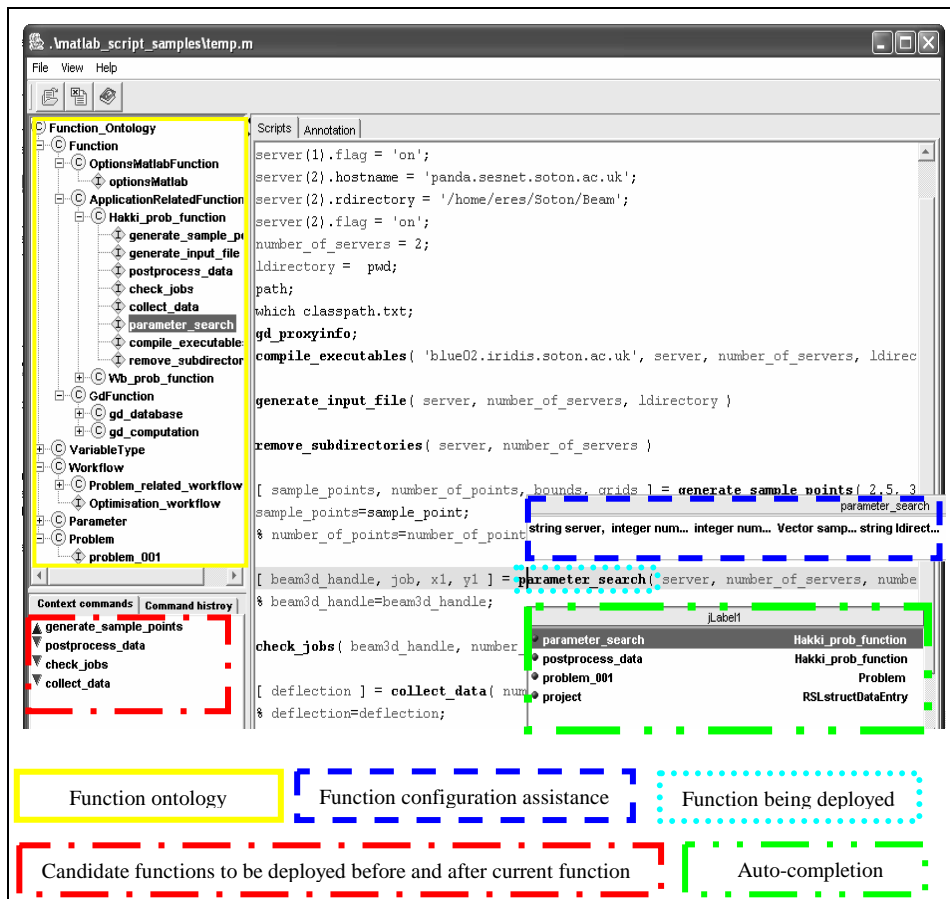 .\matlab_script_samples\temp.m
File View Help
Function_Ontology
Function
OptionsMatlabFunction
optionsMatlab
ApplicationRelatedFunction
Hakki_prob_function
generate_sample_po
generate_input_file
postprocess_data
check_jobs
collect_data
parameter_search
compile_executable:
remove_subdirector
Wb_prob_function
GdFunction
gd_database
gd_computation
VariableType
Workflow
Problem_related_workflow
Optimisation_workflow
Parameter
Problem
problem_001
Context commands Command histroy
generate_sample_points
postprocess_data
check_jobs
collect_data
Scripts Annotation
server(1).flag = 'on';
server(2).hostname = 'panda.sesnet.soton.ac.uk';
server(2).rdirectory = '/home/eres/Soton/Beam';
server(2).flag = 'on';
number_of_servers = 2;
ldirectory = pwd;
path;
which classpath.txt;
gd_proxyinfo;
compile_executables( 'blue02.iridis.soton.ac.uk', server, number_of_servers, ldirec
generate_input_file( server, number_of_servers, ldirectory )
remove_subdirectories( server, number_of_servers )
[ sample_points, number_of_points, bounds, grids ] = generate_sample_points( 2.5, 3
sample_points=sample_point;
% number_of_points=number_of_point
parameter_search
string server, integer num... integer num... Vector samp... string ldirect...
[ beam3d_handle, job, x1, y1 ] = parameter_search( server, number_of_servers, numbe
% beam3d_handle=beam3d_handle;
check_jobs( beam3d_handle, number_
[ deflection ] = collect_data( num
% deflection=deflection;
jLabel1
parameter_search Hakki_prob_function
postprocess_data Hakki_prob_function
problem_001 Problem
project RSLstructDataEntry
Function ontology
Function configuration assistance
Function being deployed
Candidate functions to be deployed before and after current function
Auto-completion